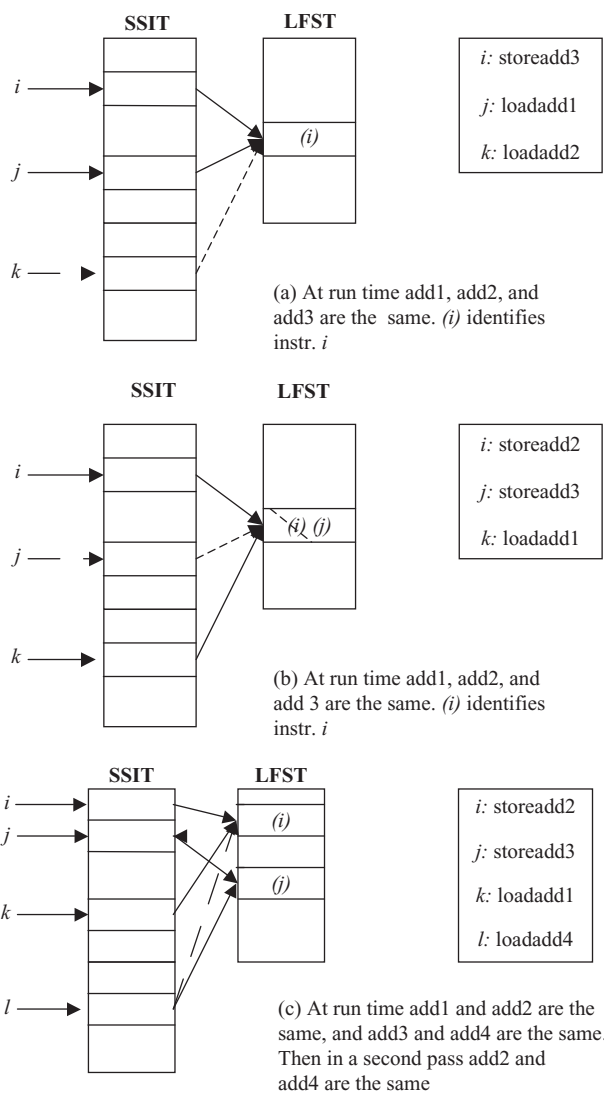 SSIT
LFST
i
j
k
(i)
i: storeadd3
j: loadadd1
k: loadadd2
(a) At run time add1, add2, and
add3 are the same. (i) identifies
instr. i
SSIT
LFST
i
j
k
(i) (j)
i: storeadd2
j: storeadd3
k: loadadd1
(b) At run time add1, add2, and
add 3 are the same. (i) identifies
instr. i
SSIT
LFST
i
j
k
l
(i)
(j)
i: storeadd2
j: storeadd3
k: loadadd1
l: loadadd4
(c) At run time add1 and add2 are the
same, and add3 and add4 are the same.
Then in a second pass add2 and
add4 are the same